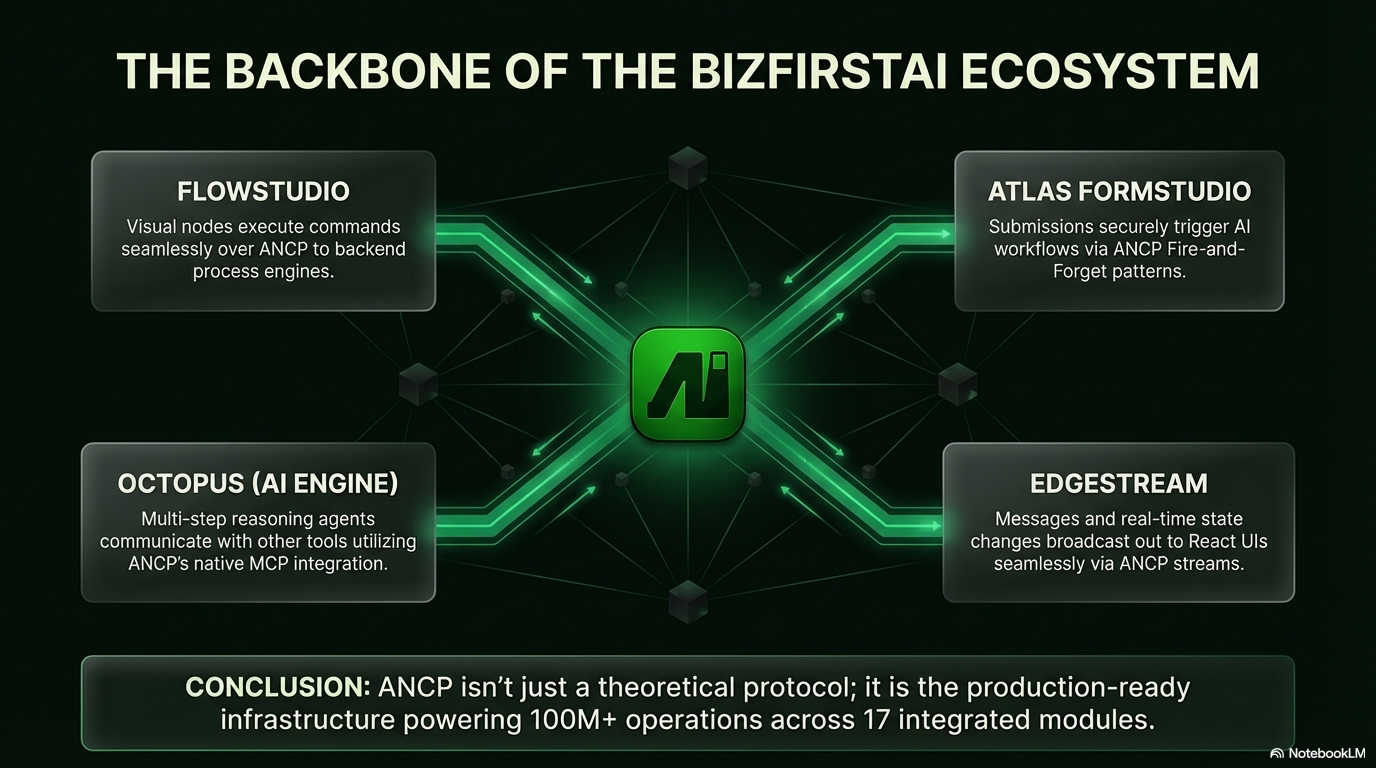 THE BACKBONE OF THE BIZFIRSTAI ECOSYSTEM
FLOWSTUDIO
Visual nodes execute commands
seamlessly over ANCP to backend
process engines.
ATLAS FORMSTUDIO
Submissions securely trigger AI
workflows via ANCP Fire-and-
Forget patterns.
Ai
OCTOPUS (AI ENGINE)
Multi-step reasoning agents
communicate with other tools utilizing
ANCP's native MCP integration.
EDGESTREAM
Messages and real-time state
changes broadcast out to React UIs
seamlessly via ANCP streams.
CONCLUSION: ANCP isn't just a theoretical protocol; it is the production-ready
infrastructure powering 100M+ operations across 17 integrated modules.
NotebookLM